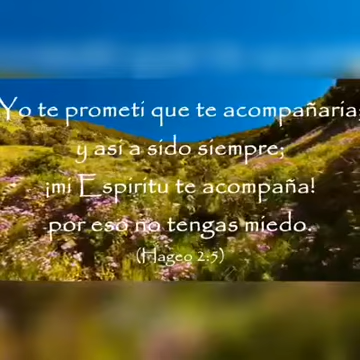 Yo te prometí que te acompañaría,
y así a sido siempre;
¡mi Espíritu te acompaña!
por eso no tengas miedo.
(Hageo 2:5)